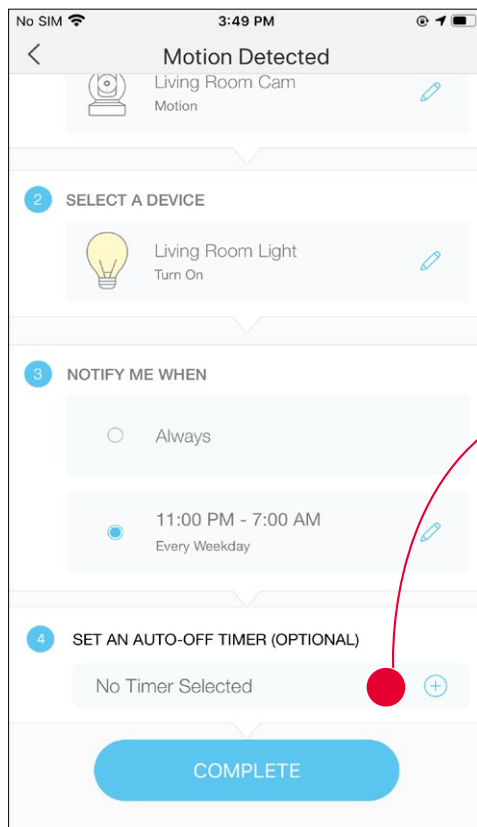 No SIM 3:49 PM
Motion Detected
Living Room Cam
Motion
2 SELECT A DEVICE
Living Room Light
Turn On
3 NOTIFY ME WHEN
Always
11:00 PM - 7:00 AM
Every Weekday
4 SET AN AUTO-OFF TIMER (OPTIONAL)
No Timer Selected
COMPLETE